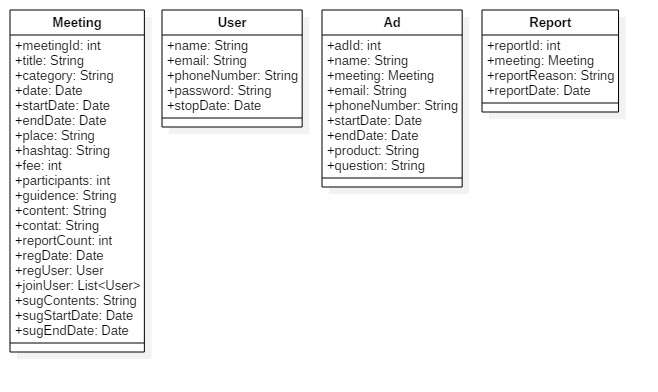 Meeting
+meetingId: int
+title: String
+category: String
+date: Date
+startDate: Date
+endDate: Date
+place: String
+hashtag: String
+fee: int
+participants: int
+guidence: String
+content: String
+contat: String
+reportCount: int
+regDate: Date
+regUser: User
+joinUser: List<User>
+sugContents: String
+sugStartDate: Date
+sugEndDate: Date
User
+name: String
+email: String
+phoneNumber: String
+password: String
+stopDate: Date
Ad
+adId: int
+name: String
+meeting: Meeting
+email: String
+phoneNumber: String
+startDate: Date
+endDate: Date
+product: String
+question: String
Report
+reportId: int
+meeting: Meeting
+reportReason: String
+reportDate: Date